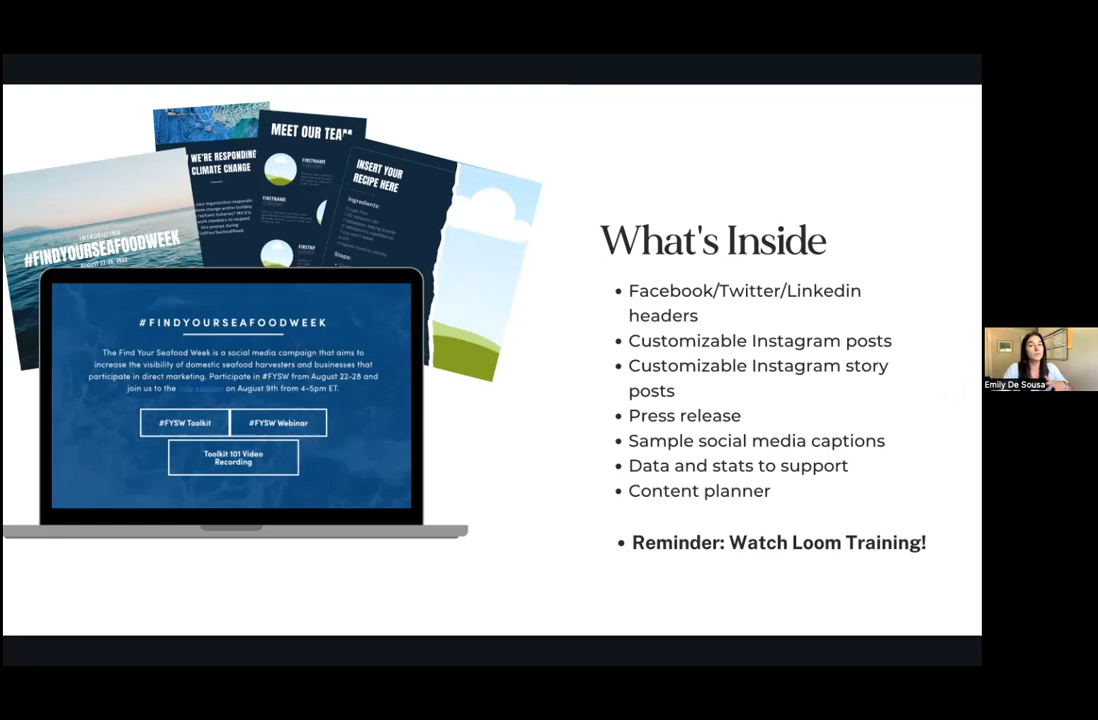 WE'RE RESPONDING
CLIMATE CHANGE
MEET OUR TEAM
FIRSTNAME
FIRSTNAME
INSERT YOUR
RECIPE HERE
Ingredients:
Steps:
INTRODUCING
#FINDYOURSEAFOODWEEK
#FINDYOURSEAFOODWEEK
The Find Your Seafood Week is a social media campaign that aims to
increase the visibility of domestic seafood harvesters and businesses that
participate in direct marketing. Participate in #FYSW from August 22-28 and
join us to the info session on August 9th from 4-5pm ET.
#FYSW Toolkit
#FYSW Webinar
Toolkit 101 Video
Recording
What's Inside
• Facebook/Twitter/Linkedin
headers
• Customizable Instagram posts
• Customizable Instagram story
posts
• Press release
• Sample social media captions
• Data and stats to support
• Content planner
• Reminder: Watch Loom Training!
Emily De Sousa